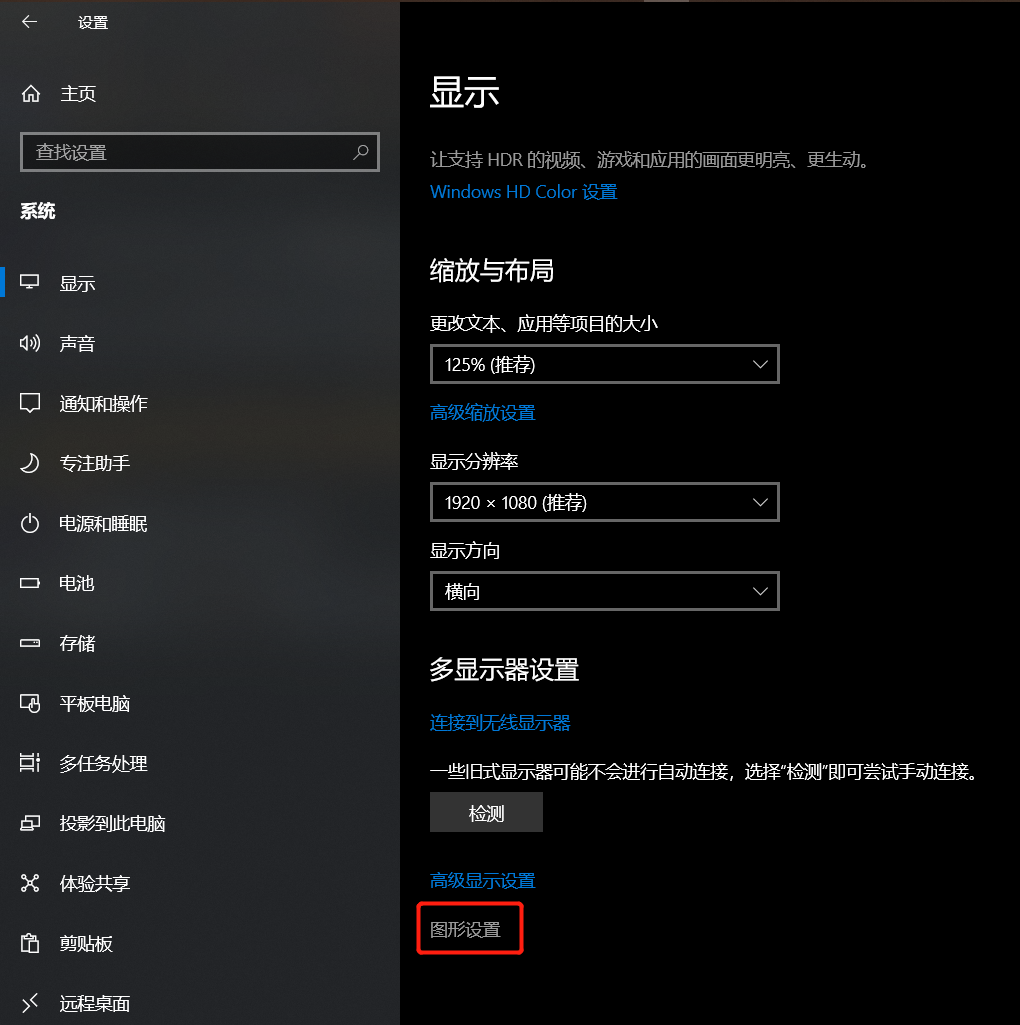 设置
主页
查找设置
系统
显示
声音
通知和操作
专注助手
电源和睡眠
电池
存储
平板电脑
多任务处理
投影到此电脑
体验共享
剪贴板
远程桌面
显示
让支持 HDR 的视频、游戏和应用的画面更明亮、更生动。
Windows HD Color 设置
缩放与布局
更改文本、应用等项目的大小
125% (推荐)
高级缩放设置
显示分辨率
1920 × 1080 (推荐)
显示方向
横向
多显示器设置
连接到无线显示器
一些旧式显示器可能不会进行自动连接，选择“检测”即可尝试手动连接。
检测
高级显示设置
图形设置